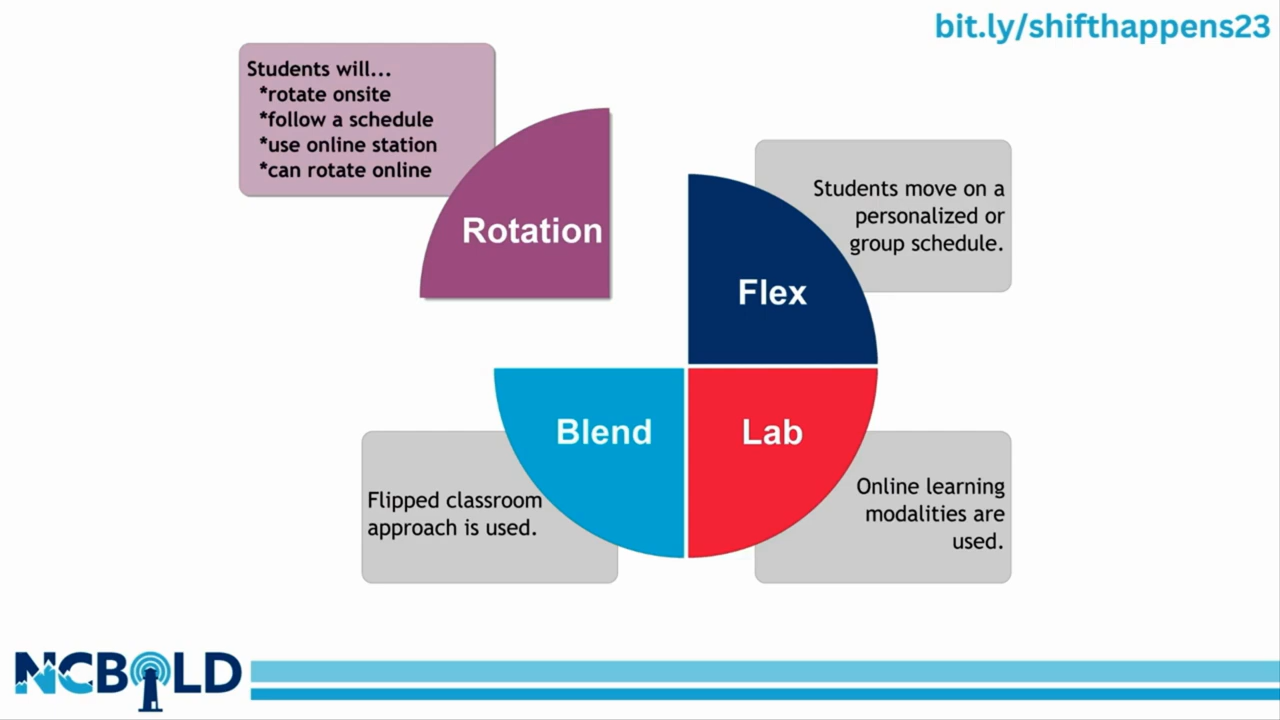 bit.ly/shifthappens23
Students will...
*rotate onsite
*follow a schedule
*use online station
*can rotate online
Rotation
Students move on a
personalized or
group schedule.
Flex
Blend
Lab
Flipped classroom
approach is used.
Online learning
modalities are
used.
NCBOLD